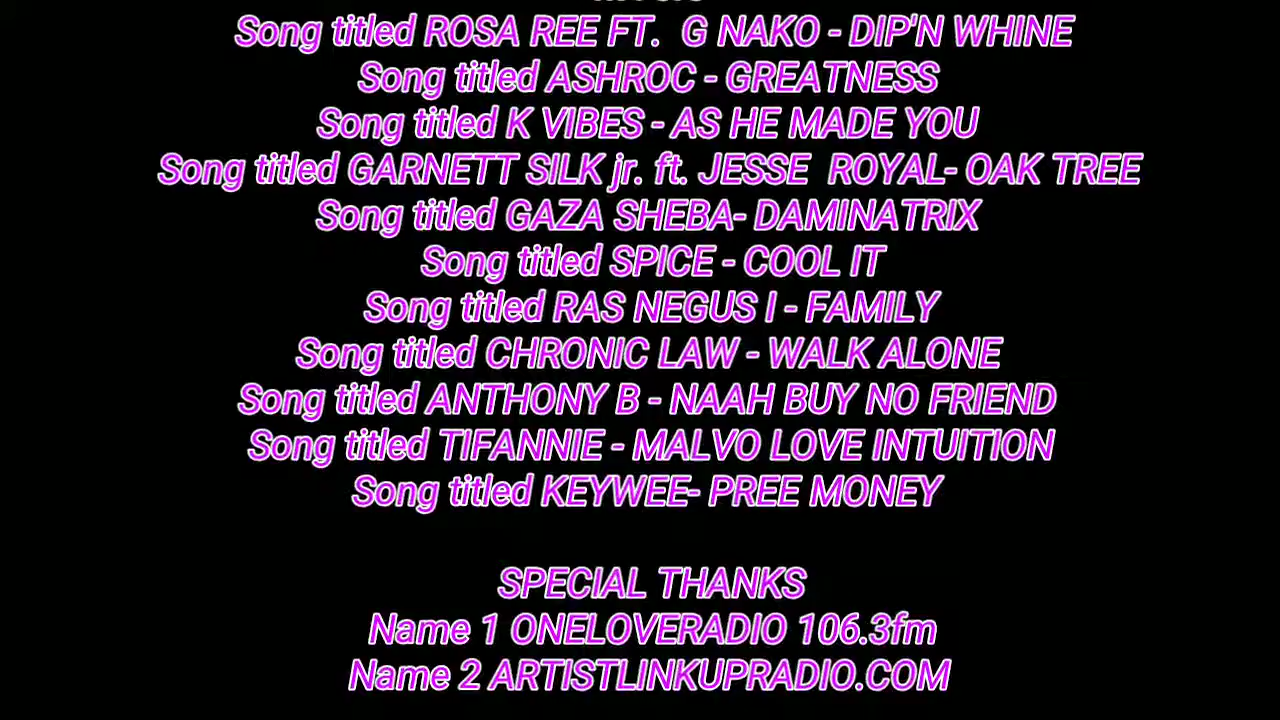 Song titled ROSA REE FT. G NAKO - DIP'N WHINE
Song titled ASHROC - GREATNESS
Song titled K VIBES - AS HE MADE YOU
Song titled GARNETT SILK jr. ft. JESSE ROYAL- OAK TREE
Song titled GAZA SHEBA- DAMINATRIX
Song titled SPICE - COOL IT
Song titled RAS NEGUS I - FAMILY
Song titled CHRONIC LAW - WALK ALONE
Song titled ANTHONY B - NAAH BUY NO FRIEND
Song titled TIFANNIE - MALVO LOVE INTUITION
Song titled KEYWEE- PREE MONEY
SPECIAL THANKS
Name 1 ONELOVERADIO 106.3fm
Name 2 ARTISTLINKUPRADIO.COM